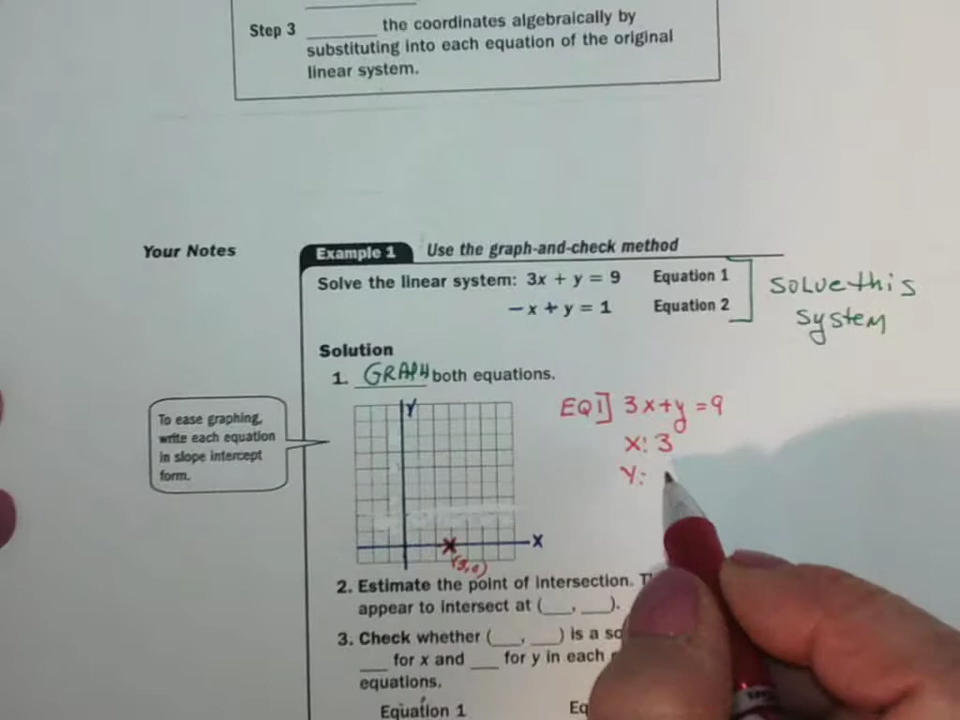 Step 3 ______ the coordinates algebraically by
substituting into each equation of the original
linear system.
Your Notes
Example 1 Use the graph-and-check method
Solve the linear system: 3x + y = 9 Equation 1
−x + y = 1 Equation 2
Solve this
system
Solution
1. GRAPH both equations.
To ease graphing,
write each equation
in slope intercept
form.
Y
X
(3,0)
EQ1] 3x+y=9
X: 3
Y:
2. Estimate the point of intersection.
appear to intersect at (___, ___).
3. Check whether (___, ___) is a
___ for x and ___ for y in each
equations.
Equation 1